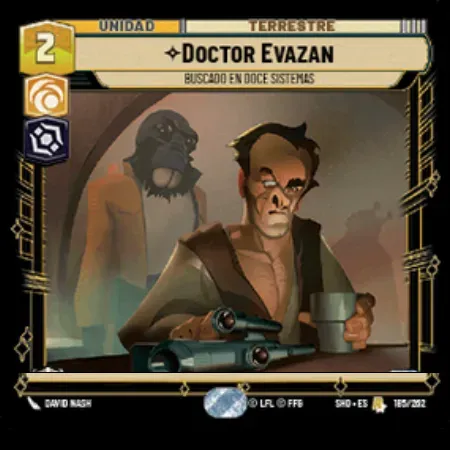 UNIDAD
TERRESTRE
2
DOCTOR EVAZAN
BUSCADO EN DOCE SISTEMAS
DAVID NASH
© LFL © FFG
SHD • ES
185/262